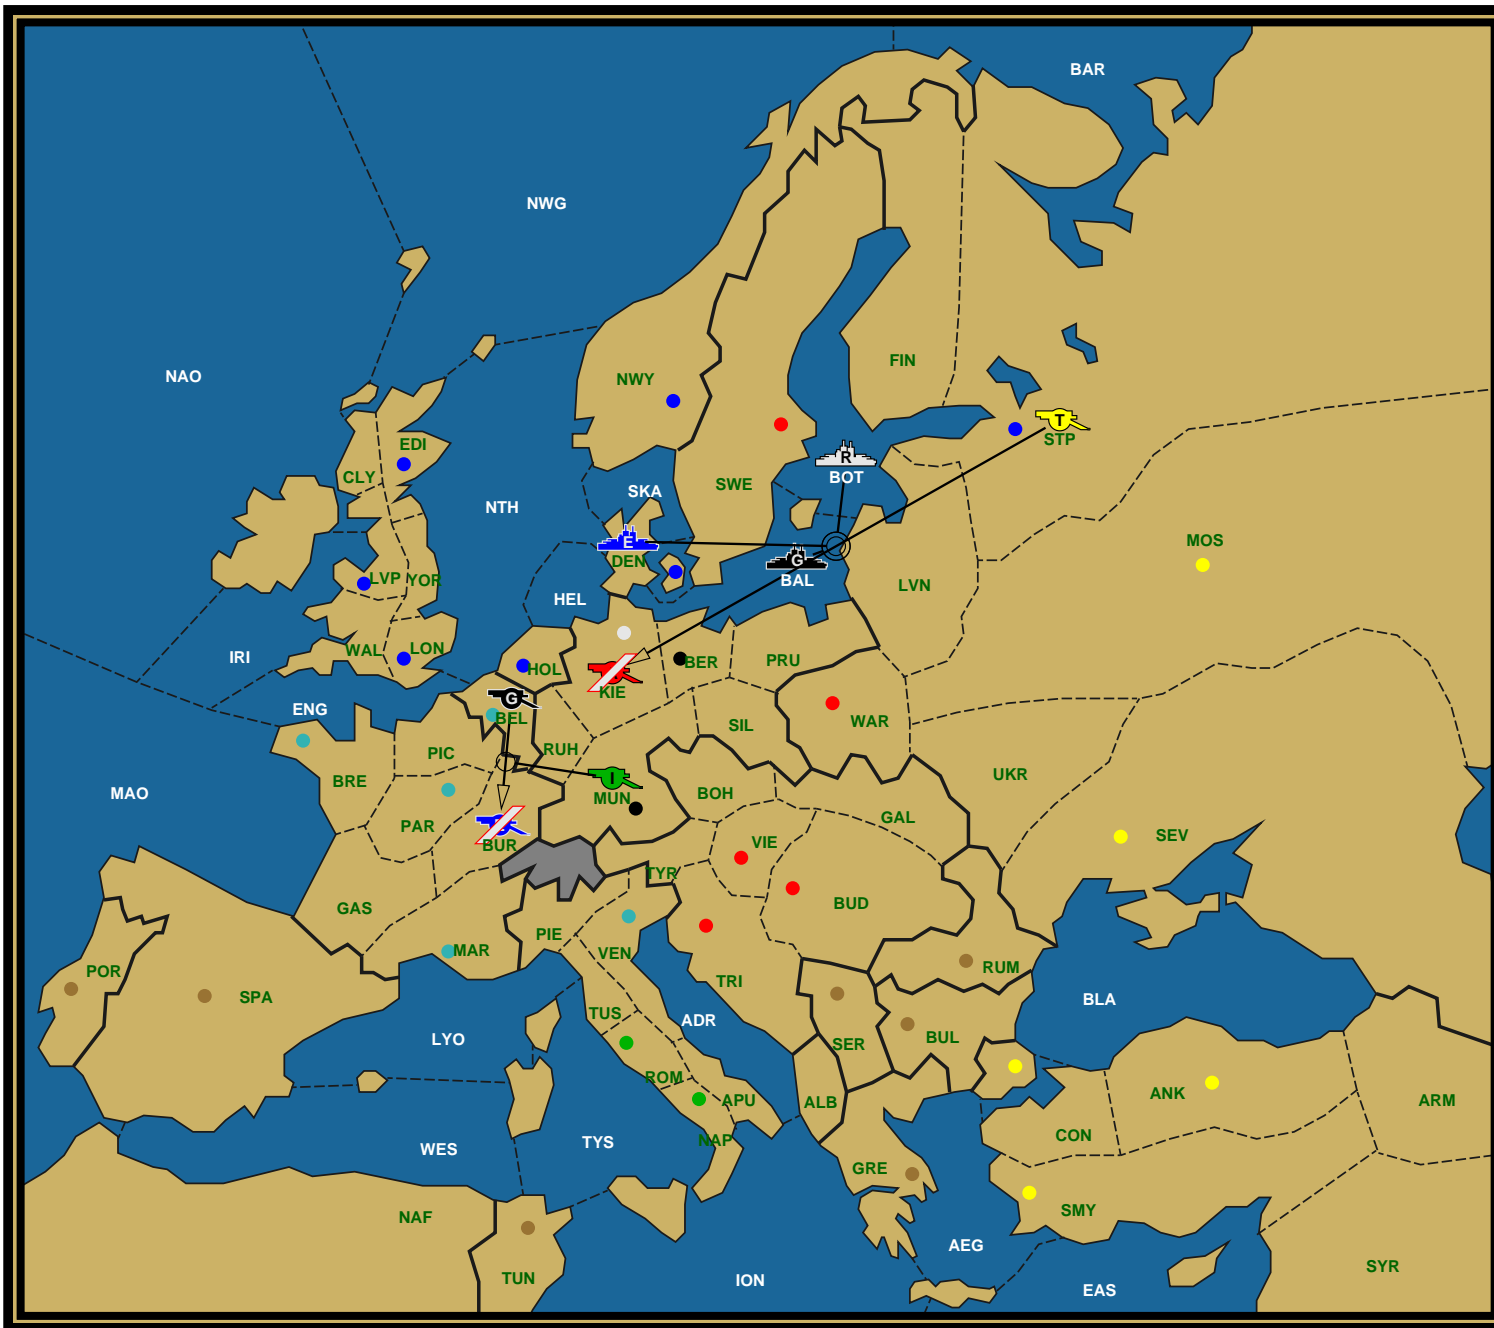 BAR
NWG
NAO
FIN
NWY
T
STP
EDI
R
CLY
BOT
SWE
SKA
NTH
MOS
E
G
DEN
BAL
LVP
YOR
LVN
HEL
WAL
LON
IRI
HOL
BER
PRU
KIE
G
ENG
BEL
WAR
SIL
RUH
PIC
UKR
BRE
I
MAO
MUN
BOH
GAL
PAR
SEV
BUR
VIE
TYR
BUD
GAS
PIE
MAR
VEN
RUM
POR
SPA
TRI
BLA
TUS
ADR
LYO
BUL
SER
ROM
ANK
APU
ALB
ARM
CON
NAP
TYS
WES
GRE
SMY
NAF
AEG
SYR
TUN
ION
EAS